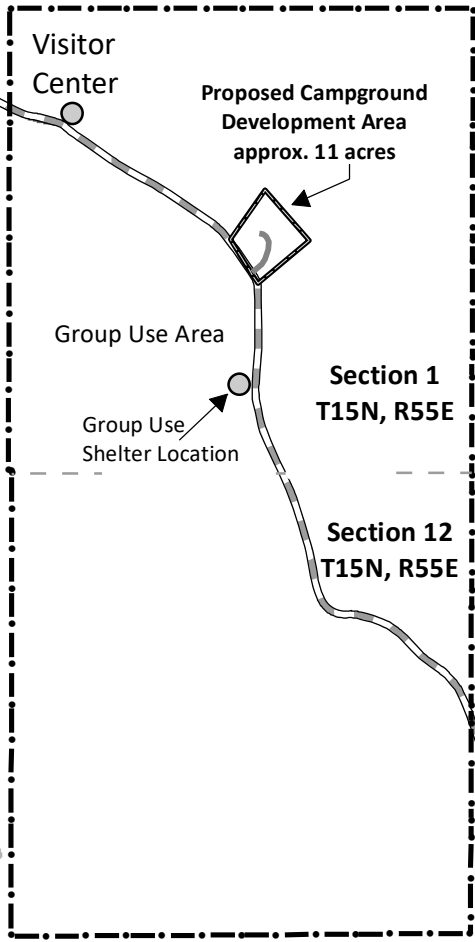 Visitor
Center
Proposed Campground
Development Area
approx. 11 acres
Group Use Area
Section 1
T15N, R55E
Group Use
Shelter Location
Section 12
T15N, R55E